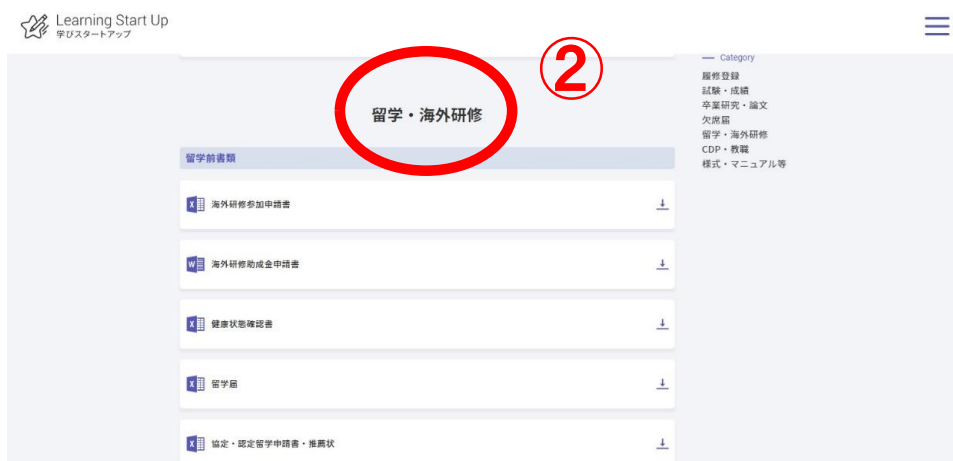 Learning Start Up
学びスタートアップ
②
Category
履修登録
試験・成績
卒業研究・論文
欠席届
留学・海外研修
CDP・教職
様式・マニュアル等
留学・海外研修
留学前書類
海外研修参加申請書
海外研修助成金申請書
健康状態確認書
留学届
協定・認定留学申請書・推薦状